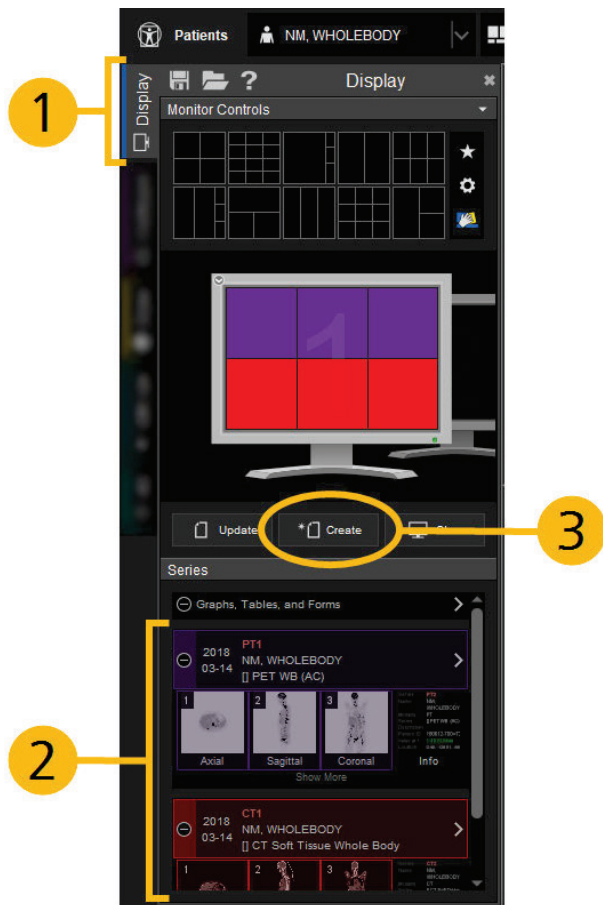 Patients NM, WHOLEBODY
1
Display
? Display
Monitor Controls
1
Update * Create
3
Series
Graphs, Tables, and Forms
2
2018 PT1
03-14 NM, WHOLEBODY
[] PET WB (AC)
1 2 3
Axial Sagittal Coronal Info
Show More
2018 CT1
03-14 NM, WHOLEBODY
[] CT Soft Tissue Whole Body
1 2 3